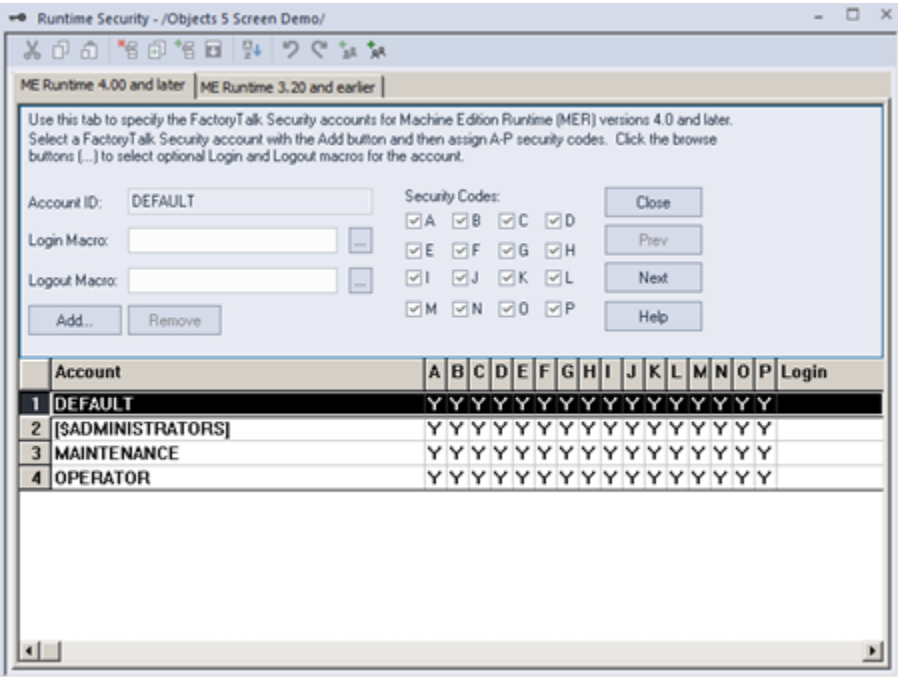 Runtime Security - /Objects 5 Screen Demo/
ME Runtime 4.00 and later ME Runtime 3.20 and earlier
Use this tab to specify the FactoryTalk Security accounts for Machine Edition Runtime (MER) versions 4.0 and later.
Select a FactoryTalk Security account with the Add button and then assign A-P security codes. Click the browse
buttons (...) to select optional Login and Logout macros for the account.
Account ID: DEFAULT Security Codes: Close
A B C D
Login Macro: ... Prev
E F G H
Logout Macro: ... I J K L Next
Add... Remove M N O P Help
Account A B C D E F G H I J K L M N O P Login
1 DEFAULT Y Y Y Y Y Y Y Y Y Y Y Y Y Y Y Y
2 [$ADMINISTRATORS] Y Y Y Y Y Y Y Y Y Y Y Y Y Y Y Y
3 MAINTENANCE Y Y Y Y Y Y Y Y Y Y Y Y Y Y Y Y
4 OPERATOR Y Y Y Y Y Y Y Y Y Y Y Y Y Y Y Y